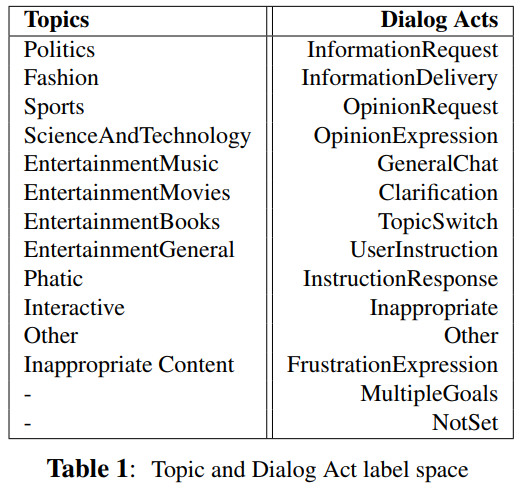 Topics Dialog Acts
Politics InformationRequest
Fashion InformationDelivery
Sports OpinionRequest
ScienceAndTechnology OpinionExpression
EntertainmentMusic GeneralChat
EntertainmentMovies Clarification
EntertainmentBooks TopicSwitch
EntertainmentGeneral UserInstruction
Phatic InstructionResponse
Interactive Inappropriate
Other Other
Inappropriate Content FrustrationExpression
- MultipleGoals
- NotSet
Table 1: Topic and Dialog Act label space